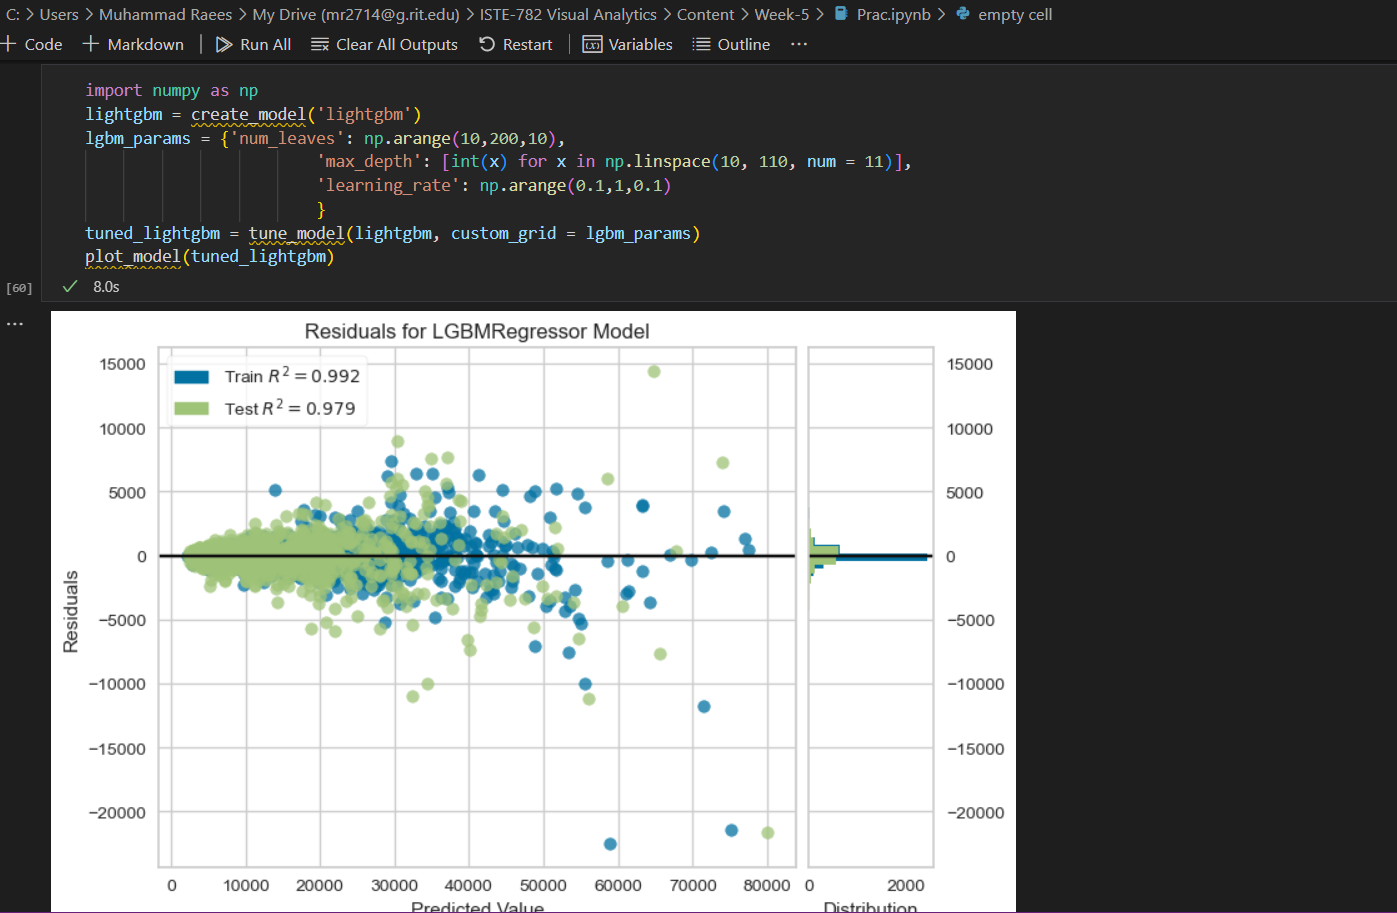 C: > Users > Muhammad Raees > My Drive (mr2714@g.rit.edu) > ISTE-782 Visual Analytics > Content > Week-5 > Prac.ipynb > empty cell
+ Code + Markdown | Run All Clear All Outputs Restart | Variables Outline ...
import numpy as np
lightgbm = create_model('lightgbm')
lgbm_params = {'num_leaves': np.arange(10,200,10),
'max_depth': [int(x) for x in np.linspace(10, 110, num = 11)],
'learning_rate': np.arange(0.1,1,0.1)
}
tuned_lightgbm = tune_model(lightgbm, custom_grid = lgbm_params)
plot_model(tuned_lightgbm)
[60] 8.0s
...
Residuals for LGBMRegressor Model
Train R² = 0.992
Test R² = 0.979
Residuals
15000
10000
5000
0
−5000
−10000
−15000
−20000
15000
10000
5000
0
−5000
−10000
−15000
−20000
0 10000 20000 30000 40000 50000 60000 70000 80000 0 2000
Predicted Value Distribution